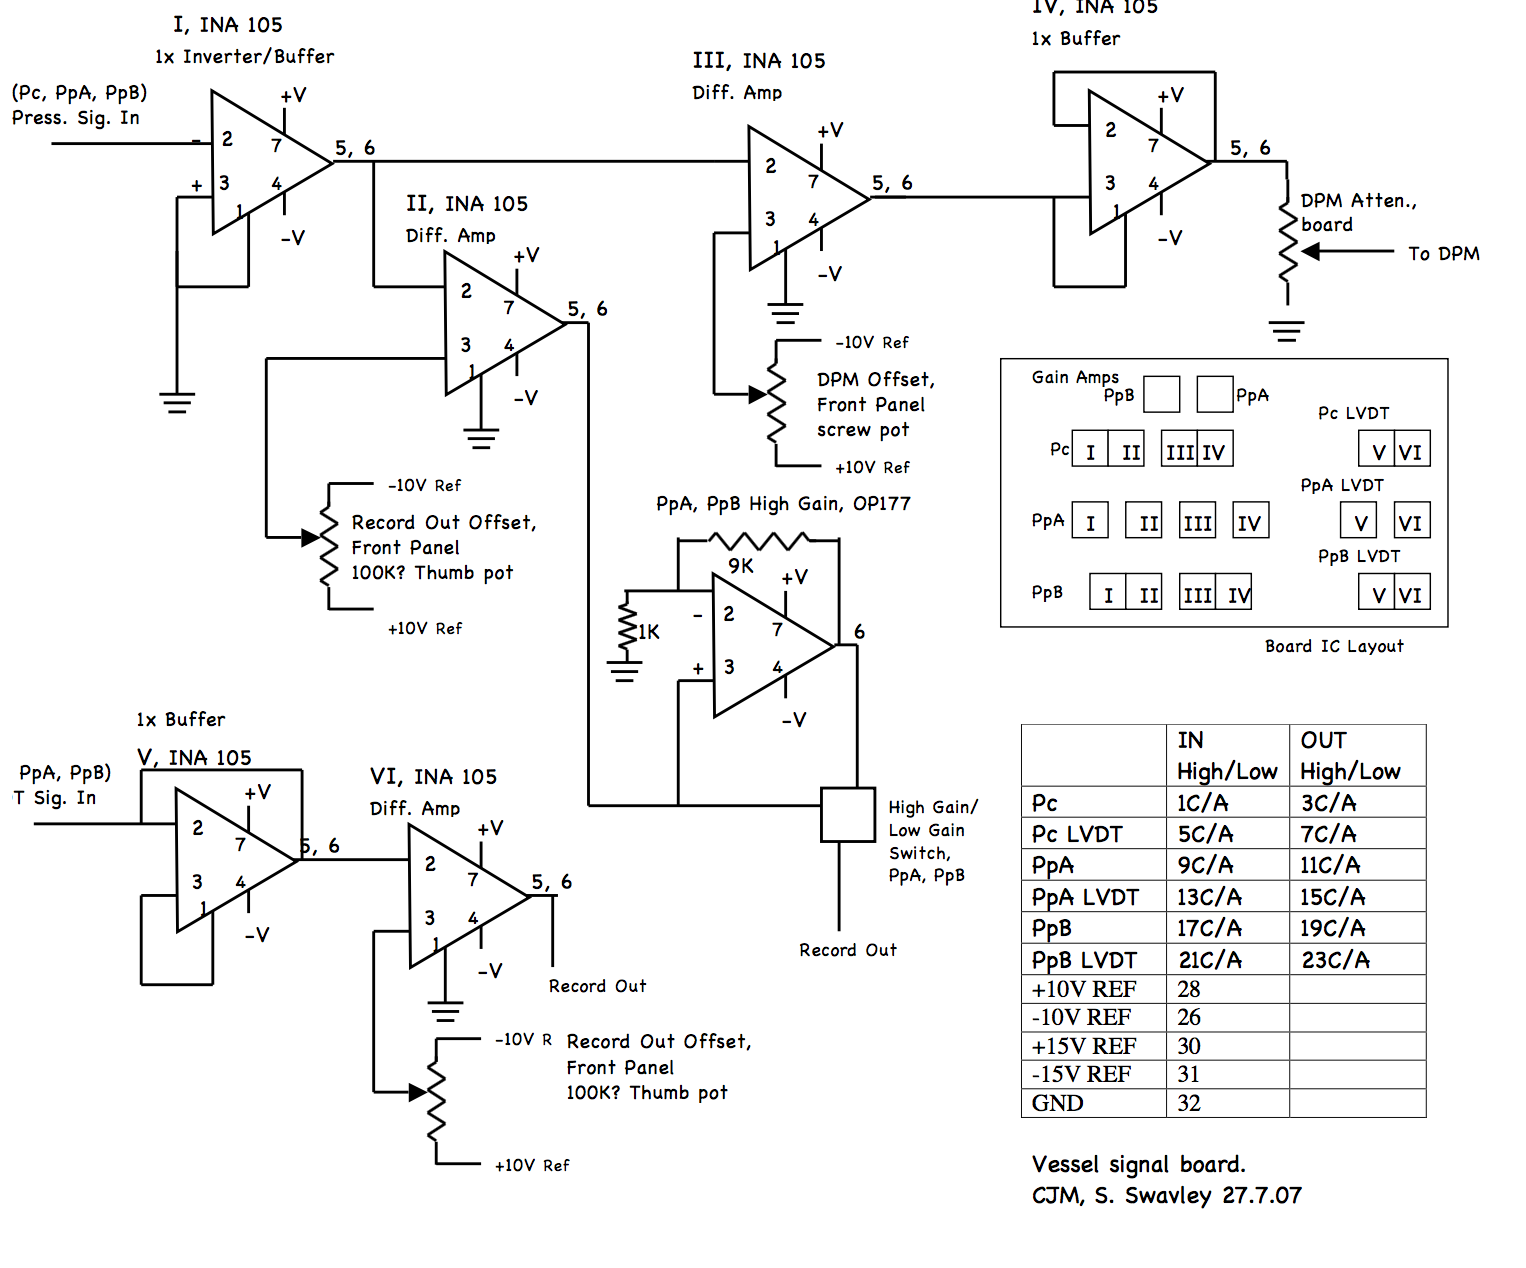 I, INA 105
1x Inverter/Buffer
(Pc, PpA, PpB)
Press. Sig. In
+V
-
2
7
5, 6
+
3
4
1
-V
II, INA 105
Diff. Amp
+V
2
7
5, 6
3
4
1
-V
-10V Ref
Record Out Offset,
Front Panel
100K? Thumb pot
+10V Ref
III, INA 105
Diff. Amp
+V
2
7
5, 6
3
4
1
-V
-10V Ref
DPM Offset,
Front Panel
screw pot
+10V Ref
IV, INA 105
1x Buffer
+V
2
7
5, 6
3
4
1
-V
DPM Atten.,
board
To DPM
Gain Amps
PpB
PpA
Pc LVDT
Pc I II III IV V VI
PpA LVDT
PpA I II III IV V VI
PpB LVDT
PpB I II III IV V VI
Board IC Layout
PpA, PpB High Gain, OP177
9K
+V
1K
-
2
7
6
+
3
4
-V
High Gain/
Low Gain
Switch,
PpA, PpB
Record Out
1x Buffer
V, INA 105
PpA, PpB)
T Sig. In
+V
2
7
5, 6
3
4
1
-V
VI, INA 105
Diff. Amp
+V
2
7
5, 6
3
4
1
-V
Record Out
-10V R
Record Out Offset,
Front Panel
100K? Thumb pot
+10V Ref
IN OUT
High/Low High/Low
Pc 1C/A 3C/A
Pc LVDT 5C/A 7C/A
PpA 9C/A 11C/A
PpA LVDT 13C/A 15C/A
PpB 17C/A 19C/A
PpB LVDT 21C/A 23C/A
+10V REF 28
-10V REF 26
+15V REF 30
-15V REF 31
GND 32
Vessel signal board.
CJM, S. Swavley 27.7.07